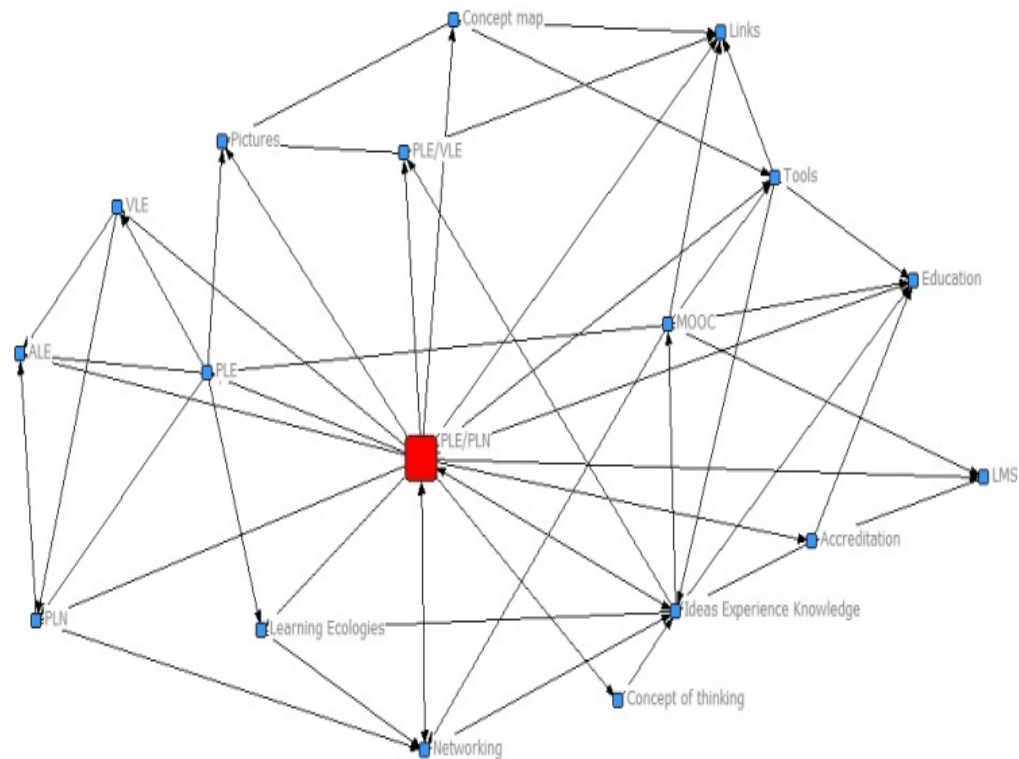 Concept map
Links
Pictures
PLE/VLE
Tools
VLE
Education
MOOC
ALE
PLE
PLE/PLN
LMS
Accreditation
Ideas Experience Knowledge
PLN
Learning Ecologies
Concept of thinking
Networking